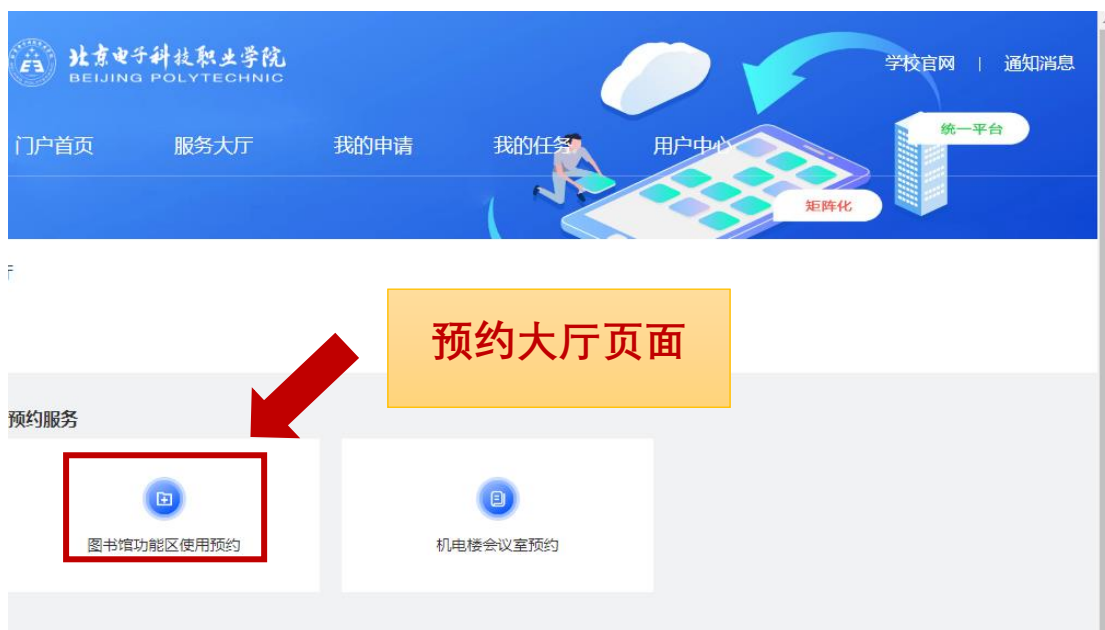 北京电子科技职业学院
BEIJING POLYTECHNIC
学校官网 | 通知消息
门户首页 服务大厅 我的申请 我的任务 用户中心
统一平台
矩阵化
厅
预约大厅页面
预约服务
图书馆功能区使用预约 机电楼会议室预约